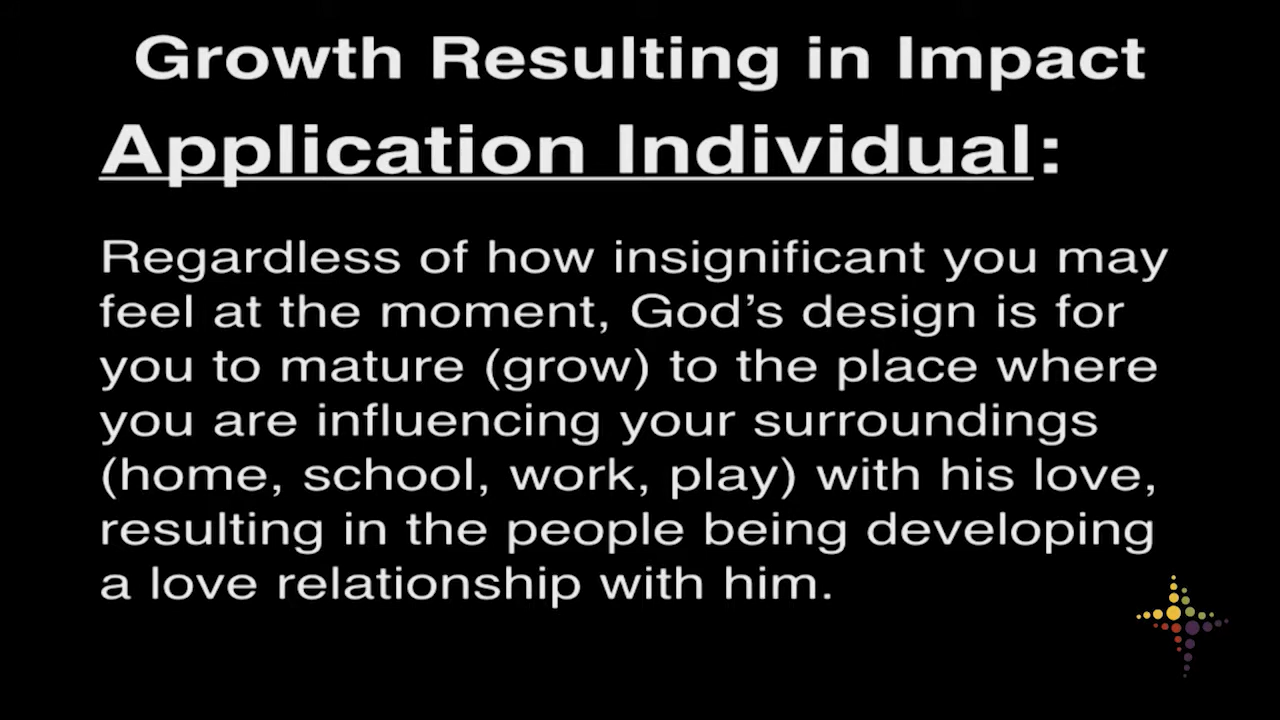 Growth Resulting in Impact
Application Individual:
Regardless of how insignificant you may
feel at the moment, God’s design is for
you to mature (grow) to the place where
you are influencing your surroundings
(home, school, work, play) with his love,
resulting in the people being developing
a love relationship with him.